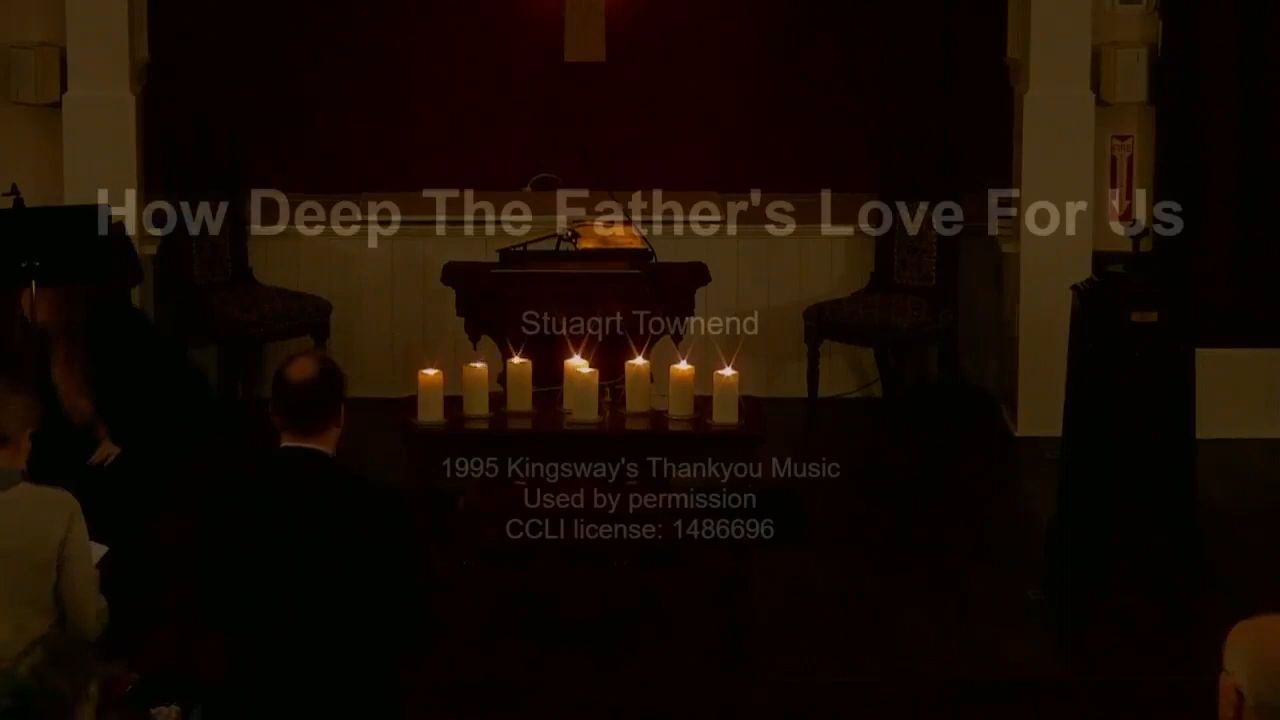 How Deep The Father's Love For Us
FIRE
Stuaqrt Townend
1995 Kingsway's Thankyou Music
Used by permission
CCLI license: 1486696